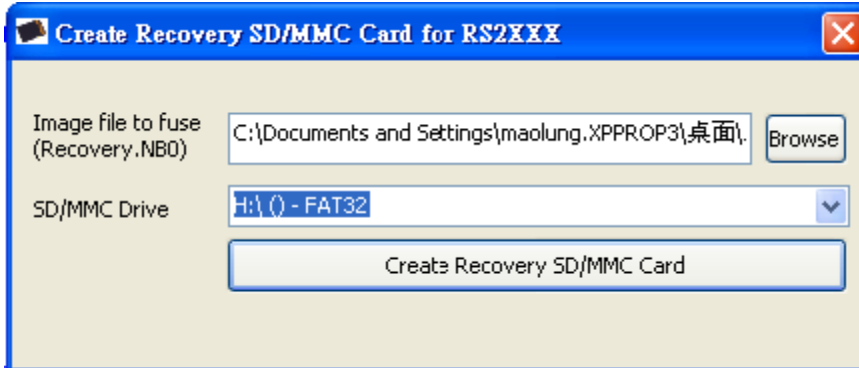 Create Recovery SD/MMC Card for RS2XXX
Image file to fuse
(Recovery.NB0)
C:\Documents and Settings\maolung.XPPROP3\桌面\.
Browse
SD/MMC Drive
H:\ () - FAT32
Create Recovery SD/MMC Card